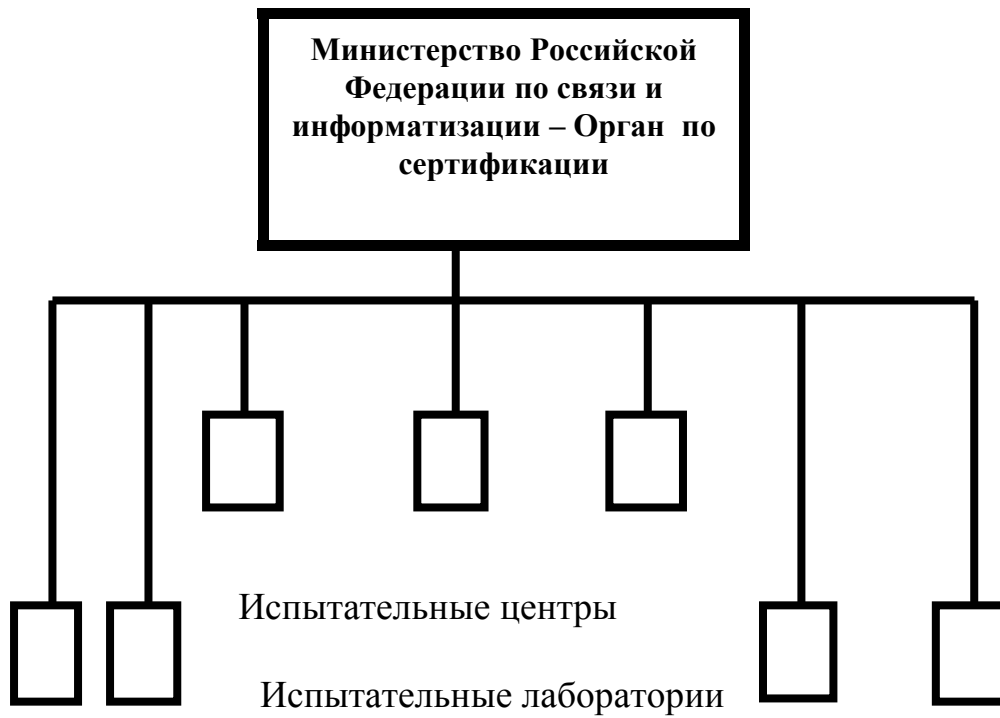 Министерство Российской
Федерации по связи и
информатизации – Орган по
сертификации
Испытательные центры
Испытательные лаборатории